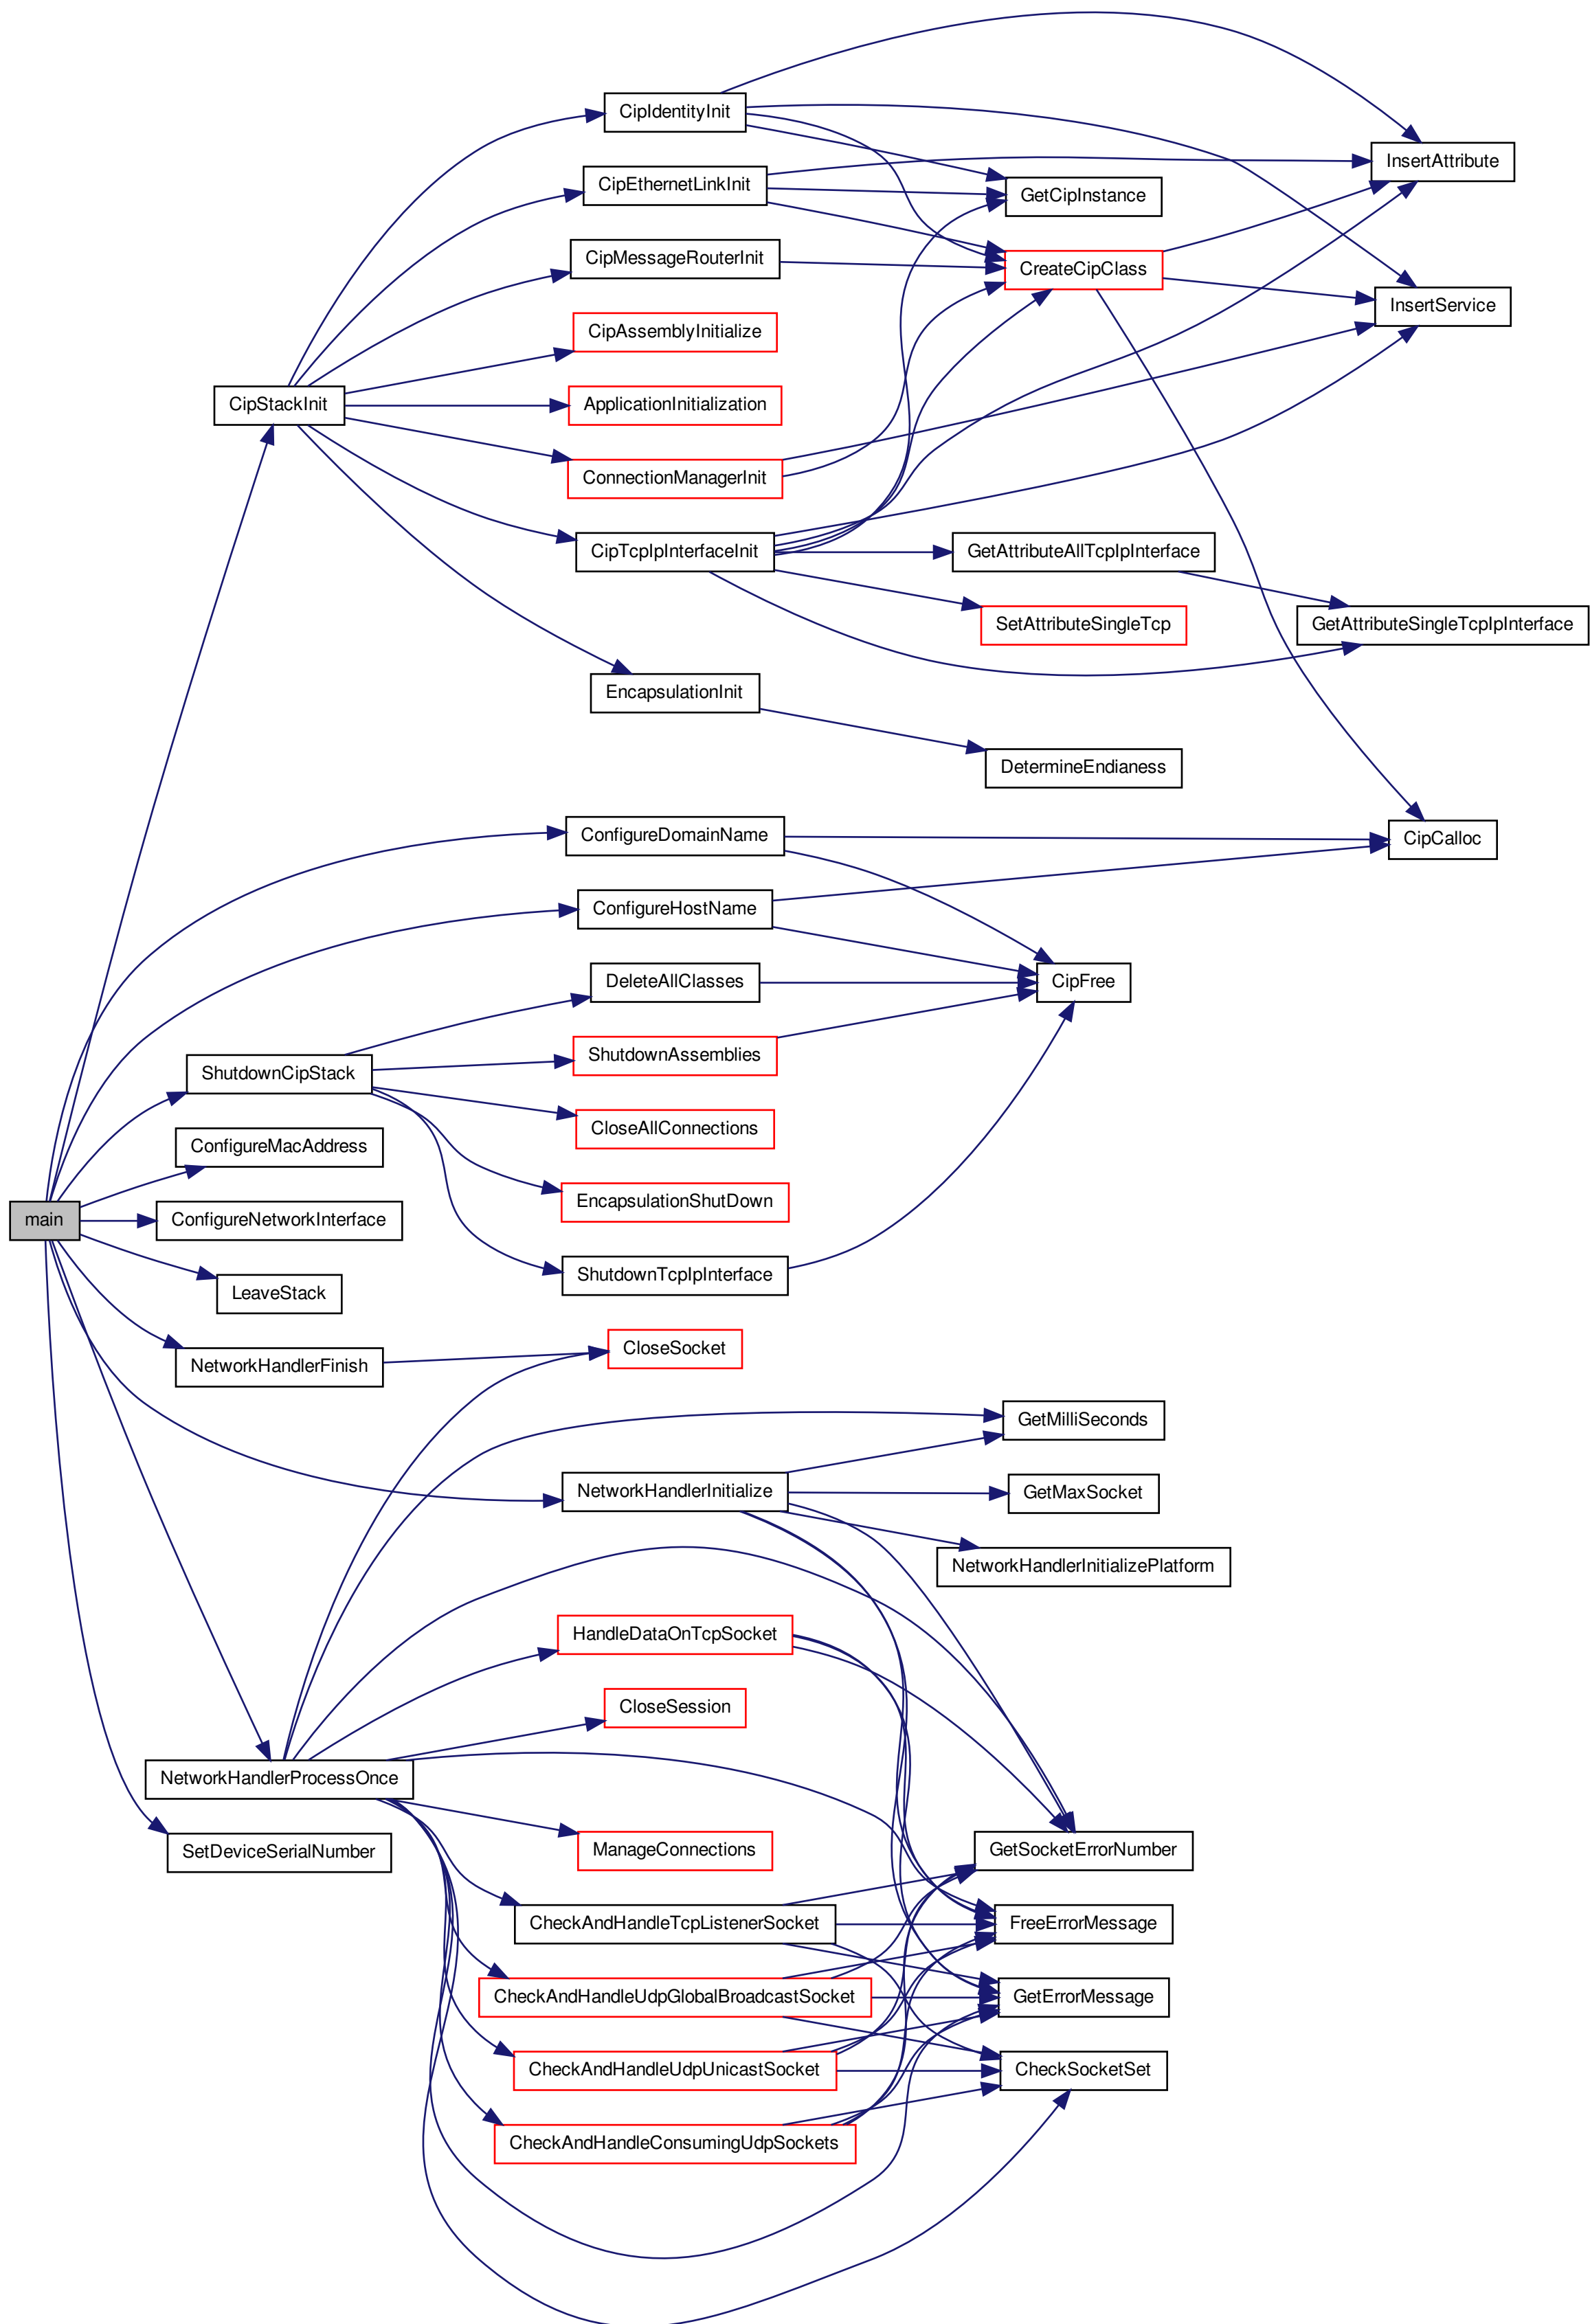 CipIdentityInit
InsertAttribute
CipEthernetLinkInit
GetCipInstance
CipMessageRouterInit
CreateCipClass
InsertService
CipAssemblyInitialize
CipStackInit
ApplicationInitialization
ConnectionManagerInit
CipTcpIpInterfaceInit
GetAttributeAllTcpIpInterface
SetAttributeSingleTcp
GetAttributeSingleTcpIpInterface
EncapsulationInit
DetermineEndianess
ConfigureDomainName
CipCalloc
ConfigureHostName
DeleteAllClasses
CipFree
ShutdownAssemblies
ShutdownCipStack
CloseAllConnections
ConfigureMacAddress
EncapsulationShutDown
main
ConfigureNetworkInterface
ShutdownTcpIpInterface
LeaveStack
CloseSocket
NetworkHandlerFinish
GetMilliSeconds
NetworkHandlerInitialize
GetMaxSocket
NetworkHandlerInitializePlatform
HandleDataOnTcpSocket
CloseSession
NetworkHandlerProcessOnce
ManageConnections
GetSocketErrorNumber
SetDeviceSerialNumber
CheckAndHandleTcpListenerSocket
FreeErrorMessage
CheckAndHandleUdpGlobalBroadcastSocket
GetErrorMessage
CheckAndHandleUdpUnicastSocket
CheckSocketSet
CheckAndHandleConsumingUdpSockets